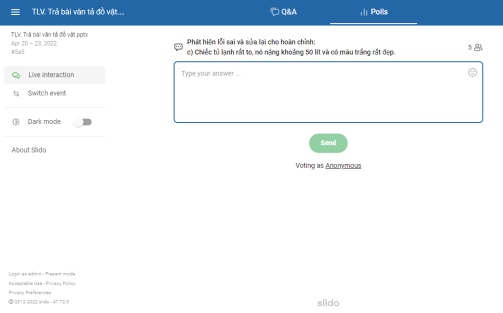 TLV. Trả bài văn tả đồ vật...
Q&A
Polls
TLV. Trả bài văn tả đồ vật.pptx
Apr 20 – 23, 2022
Live interaction
Switch event
Dark mode
About Slido
Phát hiện lỗi sai và sửa lại cho hoàn chỉnh:
c) Chiếc tủ lạnh rất to, nó nặng khoảng 50 lít và có màu trắng rất đẹp.
5
Type your answer ...
Send
Voting as Anonymous
Login as admin - Present mode
Acceptable Use - Privacy Policy
Privacy Preferences
© 2012-2022 slido - 47.72.0
slido